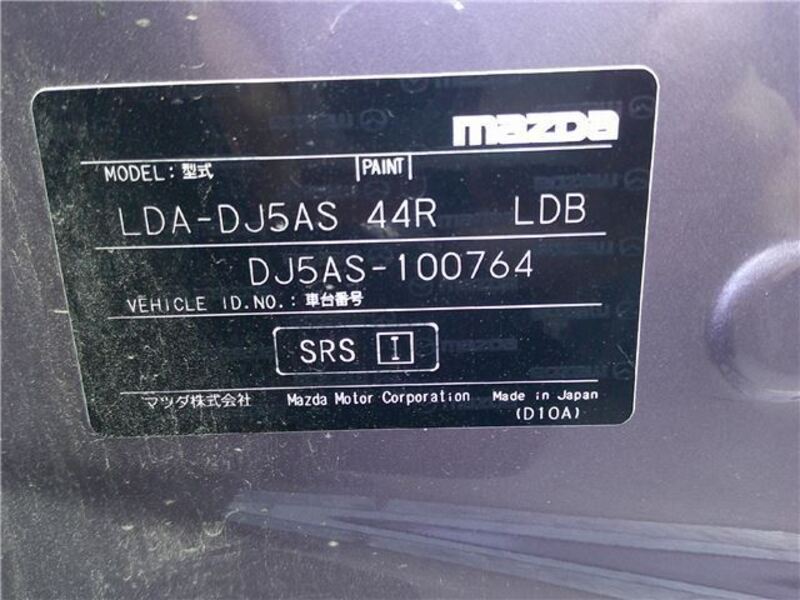 mazda
MODEL: 型式 PAINT
LDA-DJ5AS 44R LDB
DJ5AS-100764
VEHICLE ID.NO.: 車台番号
SRS I
マツダ株式会社 Mazda Motor Corporation Made in Japan
(D10A)